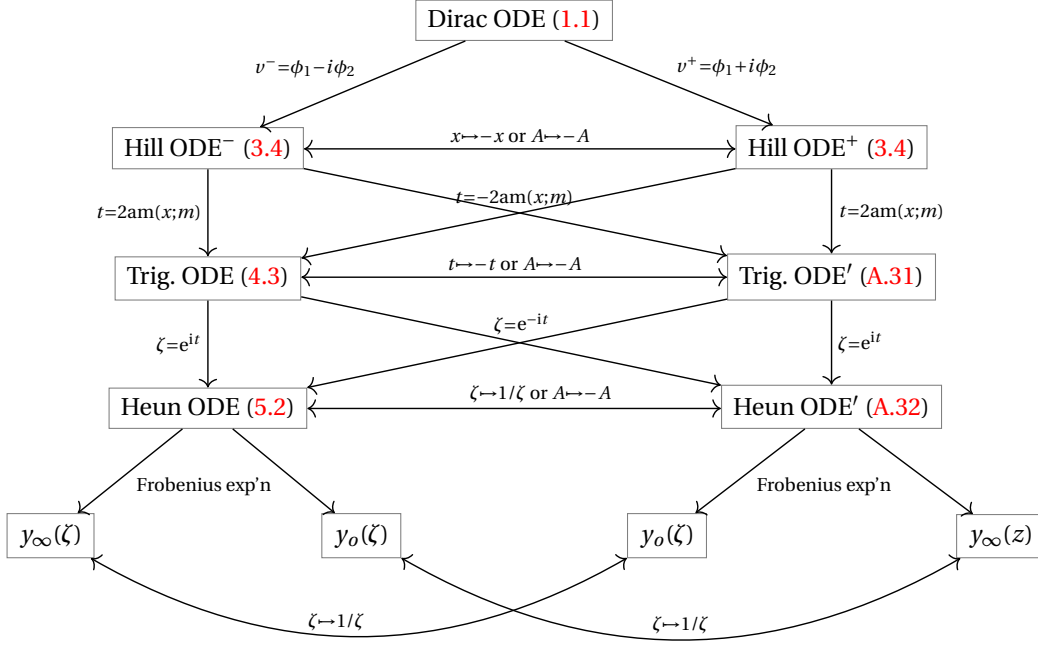 Dirac ODE (1.1)
v⁻=ϕ₁−iϕ₂
v⁺=ϕ₁+iϕ₂
Hill ODE⁻ (3.4)
x↦−x or A↦−A
Hill ODE⁺ (3.4)
t=2am(x;m)
t=−2am(x;m)
t=2am(x;m)
Trig. ODE (4.3)
t↦−t or A↦−A
Trig. ODE′ (A.31)
ζ=e^{it}
ζ=e^{−it}
ζ=e^{it}
Heun ODE (5.2)
ζ↦1/ζ or A↦−A
Heun ODE′ (A.32)
Frobenius exp'n
Frobenius exp'n
y∞(ζ)
yₒ(ζ)
yₒ(ζ)
y∞(z)
ζ↦1/ζ
ζ↦1/ζ